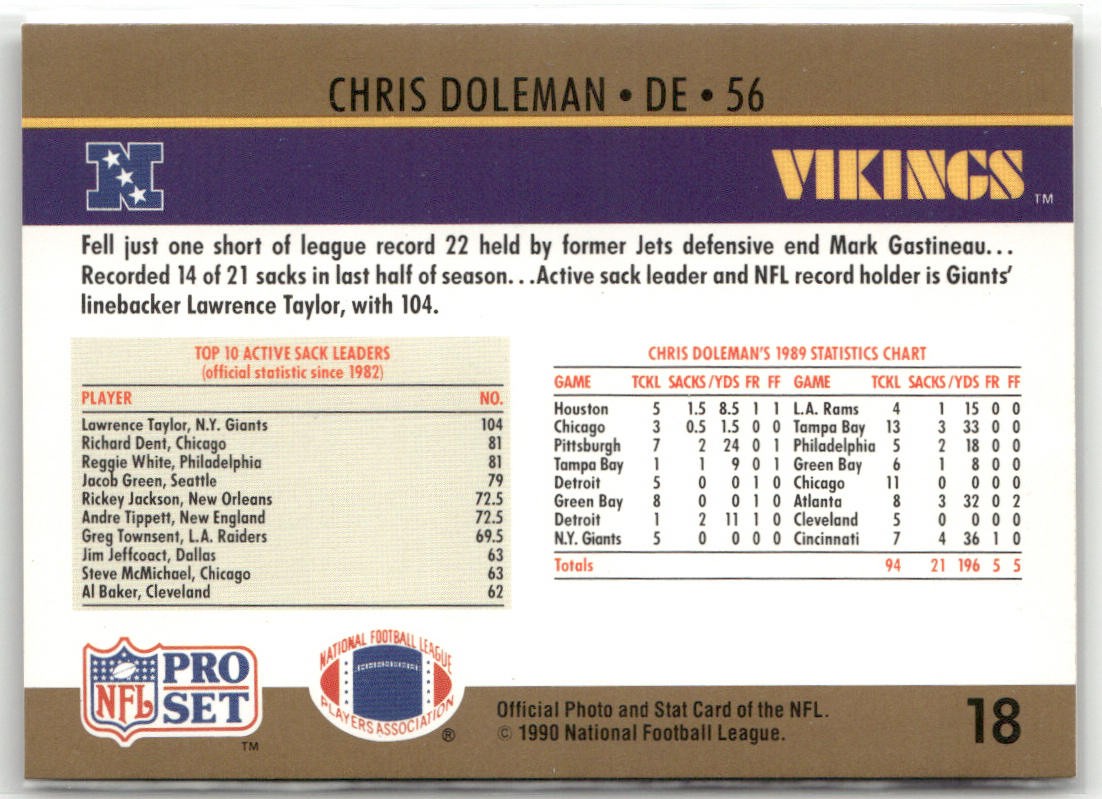 CHRIS DOLEMAN • DE • 56
N
VIKINGS TM
Fell just one short of league record 22 held by former Jets defensive end Mark Gastineau...
Recorded 14 of 21 sacks in last half of season...Active sack leader and NFL record holder is Giants'
linebacker Lawrence Taylor, with 104.
TOP 10 ACTIVE SACK LEADERS
(official statistic since 1982)
PLAYER NO.
Lawrence Taylor, N.Y. Giants 104
Richard Dent, Chicago 81
Reggie White, Philadelphia 81
Jacob Green, Seattle 79
Rickey Jackson, New Orleans 72.5
Andre Tippett, New England 72.5
Greg Townsend, L.A. Raiders 69.5
Jim Jeffcoact, Dallas 63
Steve McMichael, Chicago 63
Al Baker, Cleveland 62
CHRIS DOLEMAN'S 1989 STATISTICS CHART
GAME TCKL SACKS/YDS FR FF GAME TCKL SACKS/YDS FR FF
Houston 5 1.5 8.5 1 1 L.A. Rams 4 1 15 0 0
Chicago 3 0.5 1.5 0 0 Tampa Bay 13 3 33 0 0
Pittsburgh 7 2 24 0 1 Philadelphia 5 2 18 0 0
Tampa Bay 1 1 9 0 1 Green Bay 6 1 8 0 0
Detroit 5 0 0 1 0 Chicago 11 0 0 0 0
Green Bay 8 0 0 1 0 Atlanta 8 3 32 0 2
Detroit 1 2 11 1 0 Cleveland 5 0 0 0 0
N.Y. Giants 5 0 0 0 0 Cincinnati 7 4 36 1 0
Totals 94 21 196 5 5
NFL PRO SET TM
NATIONAL FOOTBALL LEAGUE
PLAYERS ASSOCIATION ®
Official Photo and Stat Card of the NFL.
© 1990 National Football League.
18